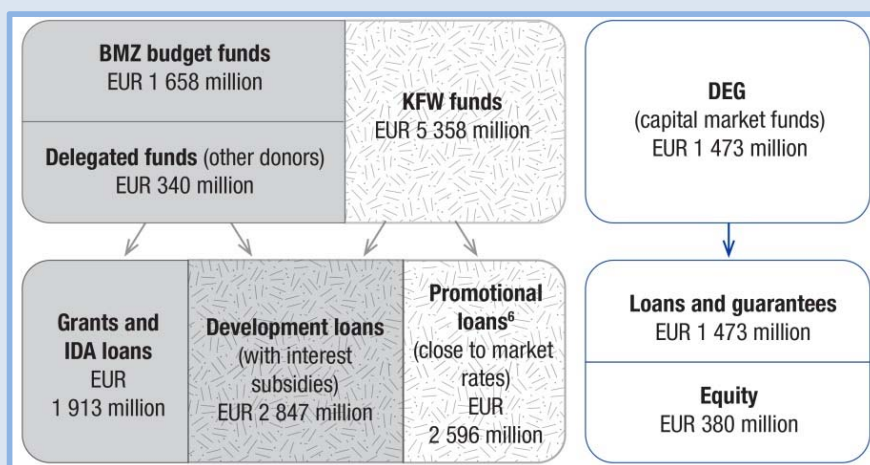 BMZ budget funds
EUR 1 658 million
Delegated funds (other donors)
EUR 340 million
KFW funds
EUR 5 358 million
DEG
(capital market funds)
EUR 1 473 million
Grants and
IDA loans
EUR
1 913 million
Development loans
(with interest
subsidies)
EUR 2 847 million
Promotional
loans⁶
(close to market
rates)
EUR
2 596 million
Loans and guarantees
EUR 1 473 million
Equity
EUR 380 million